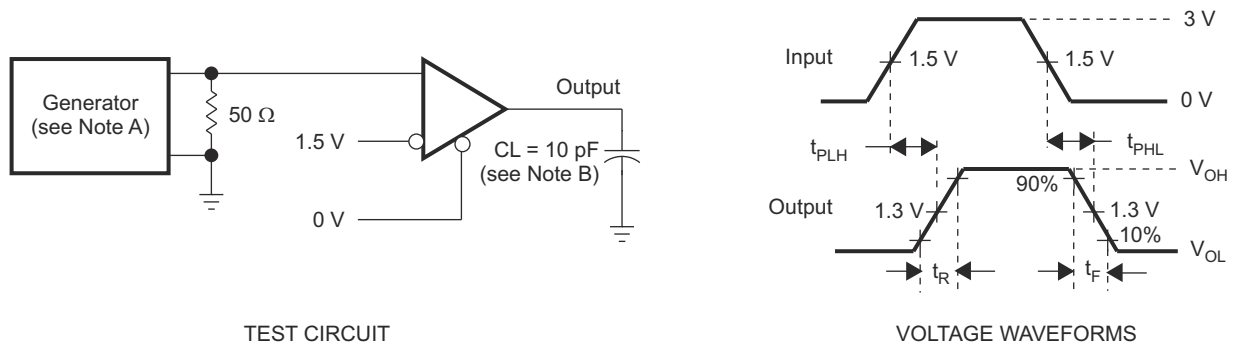 Generator
(see Note A)
50 Ω
1.5 V
0 V
Output
CL = 10 pF
(see Note B)
TEST CIRCUIT
3 V
Input
1.5 V
1.5 V
0 V
tPLH
tPHL
VOH
90%
Output
1.3 V
1.3 V
10%
VOL
tR
tF
VOLTAGE WAVEFORMS